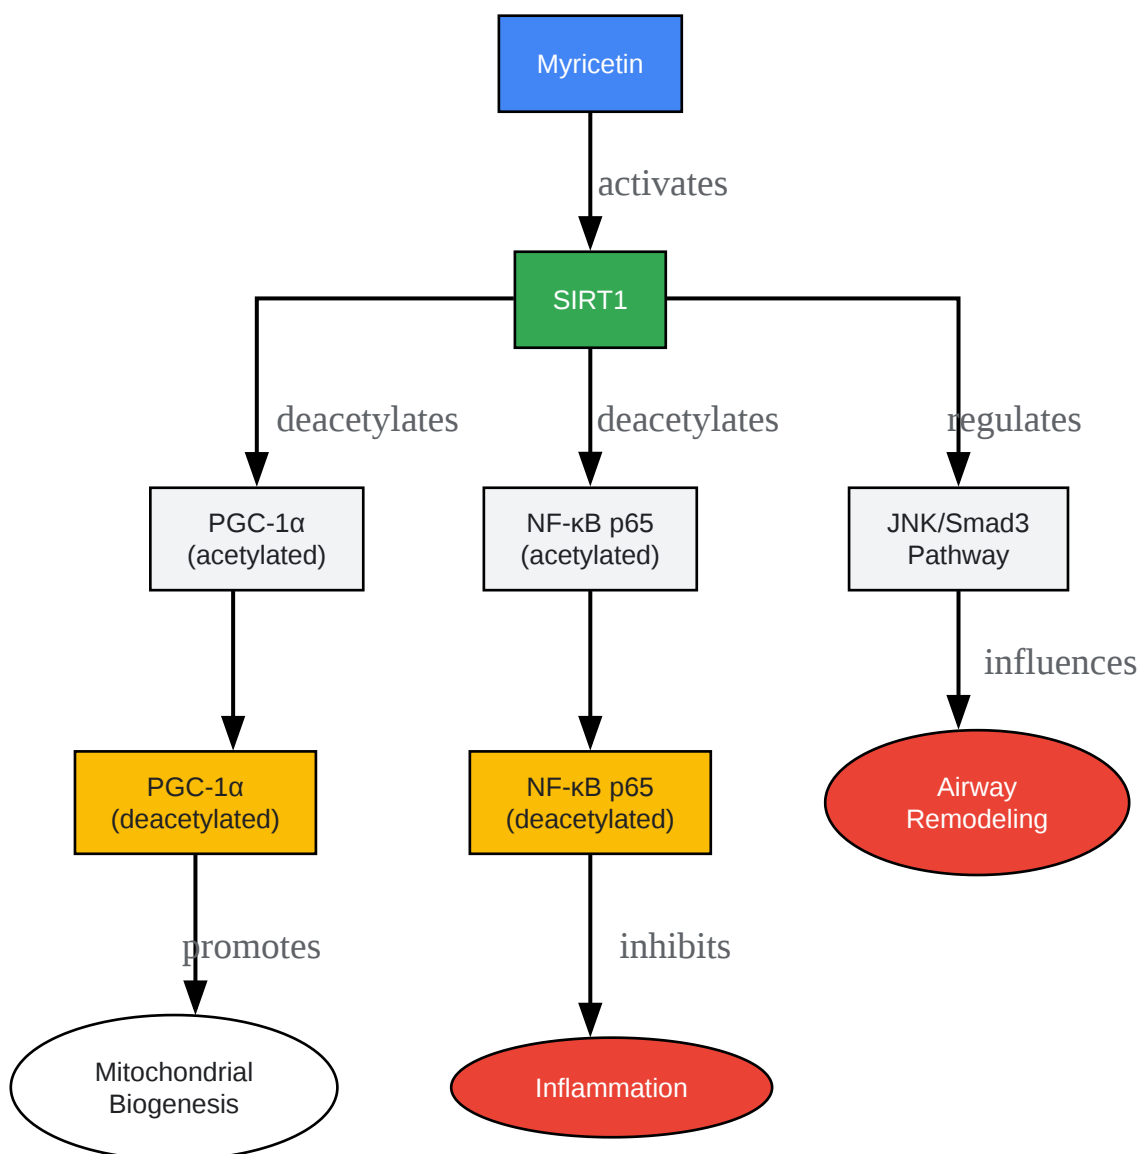 Myricetin
activates
SIRT1
deacetylates
deacetylates
regulates
PGC-1α
(acetylated)
NF-κB p65
(acetylated)
JNK/Smad3
Pathway
influences
PGC-1α
(deacetylated)
NF-κB p65
(deacetylated)
Airway
Remodeling
promotes
inhibits
Mitochondrial
Biogenesis
Inflammation